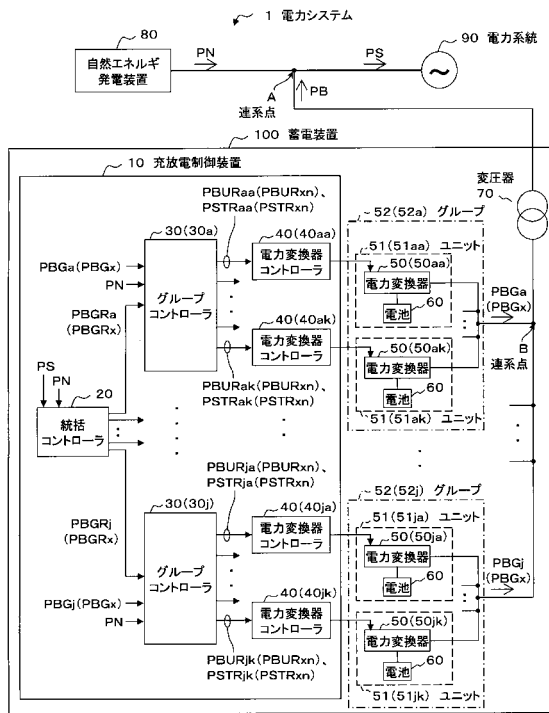 1 電力システム
80
自然エネルギ
発電装置
PN
PS
90 電力系統
A
連系点
PB
100 蓄電装置
10 充放電制御装置
変圧器
70
PBURaa(PBURxn)、
PSTRaa(PSTRxn)
30(30a)
グループ
コントローラ
PBGa(PBGx)
PN
PBGRa
(PBGRx)
40(40aa)
電力変換器
コントローラ
52(52a)グループ
51(51aa)ユニット
50(50aa)
電力変換器
電池
60
PBGa
(PBGx)
B
連系点
40(40ak)
電力変換器
コントローラ
50(50ak)
電力変換器
電池
60
51(51ak)ユニット
PBURak(PBURxn)、
PSTRak(PSTRxn)
PS
PN
20
統括
コントローラ
PBURja(PBURxn)、
PSTRja(PSTRxn)
PBGRj
(PBGRx)
30(30j)
グループ
コントローラ
PBGj(PBGx)
PN
40(40ja)
電力変換器
コントローラ
52(52j)グループ
51(51ja)ユニット
50(50ja)
電力変換器
電池
60
PBGj
(PBGx)
40(40jk)
電力変換器
コントローラ
50(50jk)
電力変換器
電池
60
51(51jk)ユニット
PBURjk(PBURxn)、
PSTRjk(PSTRxn)